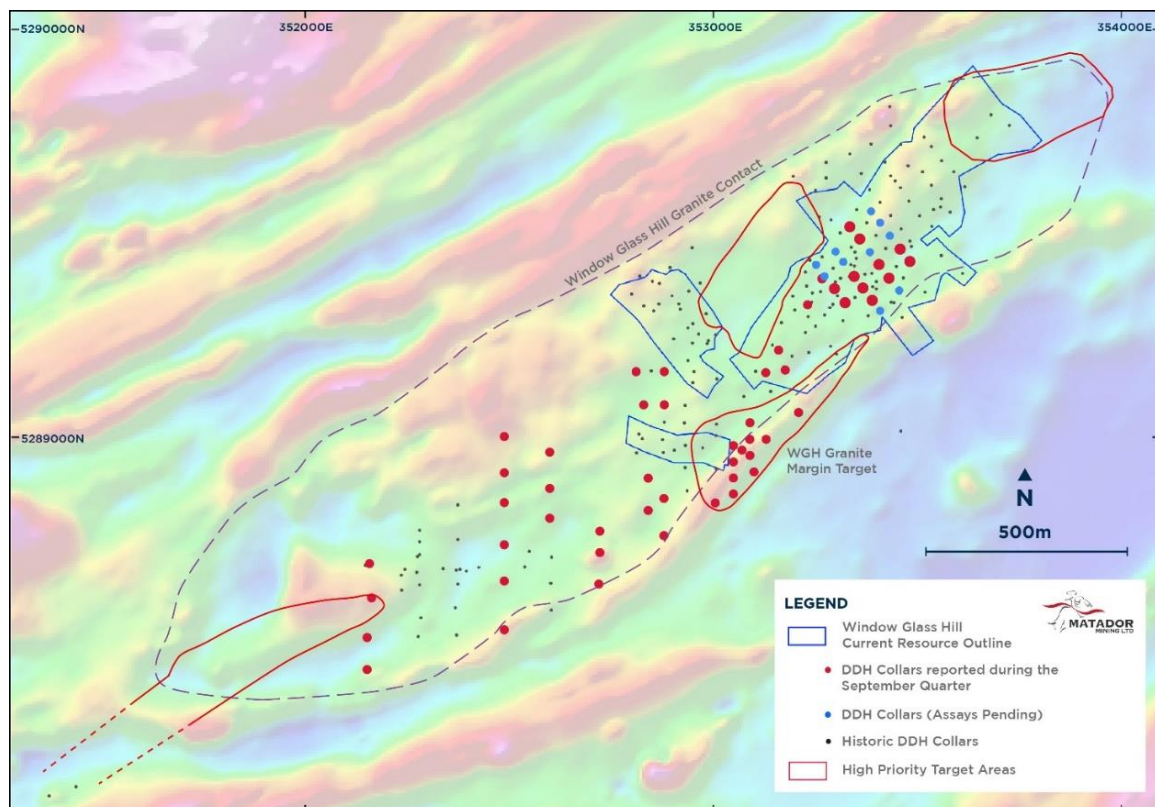 5290000N
352000E
353000E
354000E
Window Glass Hill Granite Contact
5289000N
WGH Granite
Margin Target
N
500m
LEGEND
MATADOR
MINING LTD
Window Glass Hill
Current Resource Outline
DDH Collars reported during the
September Quarter
DDH Collars (Assays Pending)
Historic DDH Collars
High Priority Target Areas